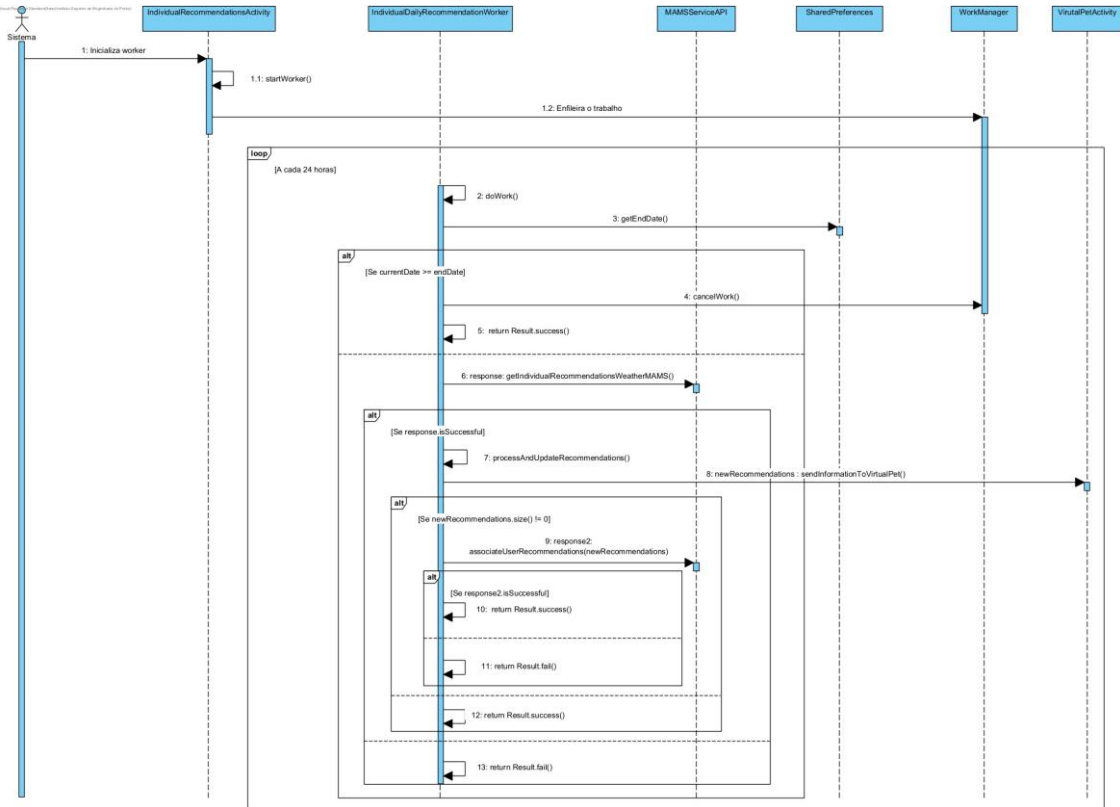 IndividualRecommendationsActivity
IndividualDailyRecommendationWorker
MAMSServiceAPI
SharedPreferences
WorkManager
VirutalPetActivity
Sistema
1: Inicializa worker
1.1: startWorker()
1.2: Enfileira o trabalho
loop
[A cada 24 horas]
2: doWork()
3: getEndDate()
alt
[Se currentDate >= endDate]
4: cancelWork()
5: return Result.success()
6: response: getIndividualRecommendationsWeatherMAMS()
alt
[Se response.isSuccessful]
7: processAndUpdateRecommendations()
8: newRecommendations : sendInformationToVirtualPet()
alt
[Se newRecommendations.size() != 0]
9: response2:
associateUserRecommendations(newRecommendations)
alt
[Se response2.isSuccessful]
10: return Result.success()
11: return Result.fail()
12: return Result.success()
13: return Result.fail()